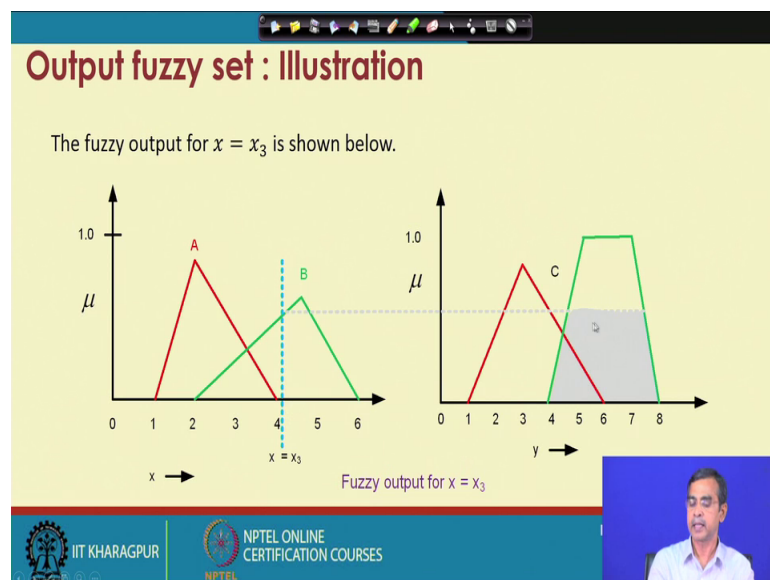 Output fuzzy set : Illustration
The fuzzy output for x = x₃ is shown below.
1.0
A
B
μ
0 1 2 3 4 5 6
x = x₃
x
1.0
C
μ
0 1 2 3 4 5 6 7 8
y
Fuzzy output for x = x₃
IIT KHARAGPUR
NPTEL
NPTEL ONLINE
CERTIFICATION COURSES